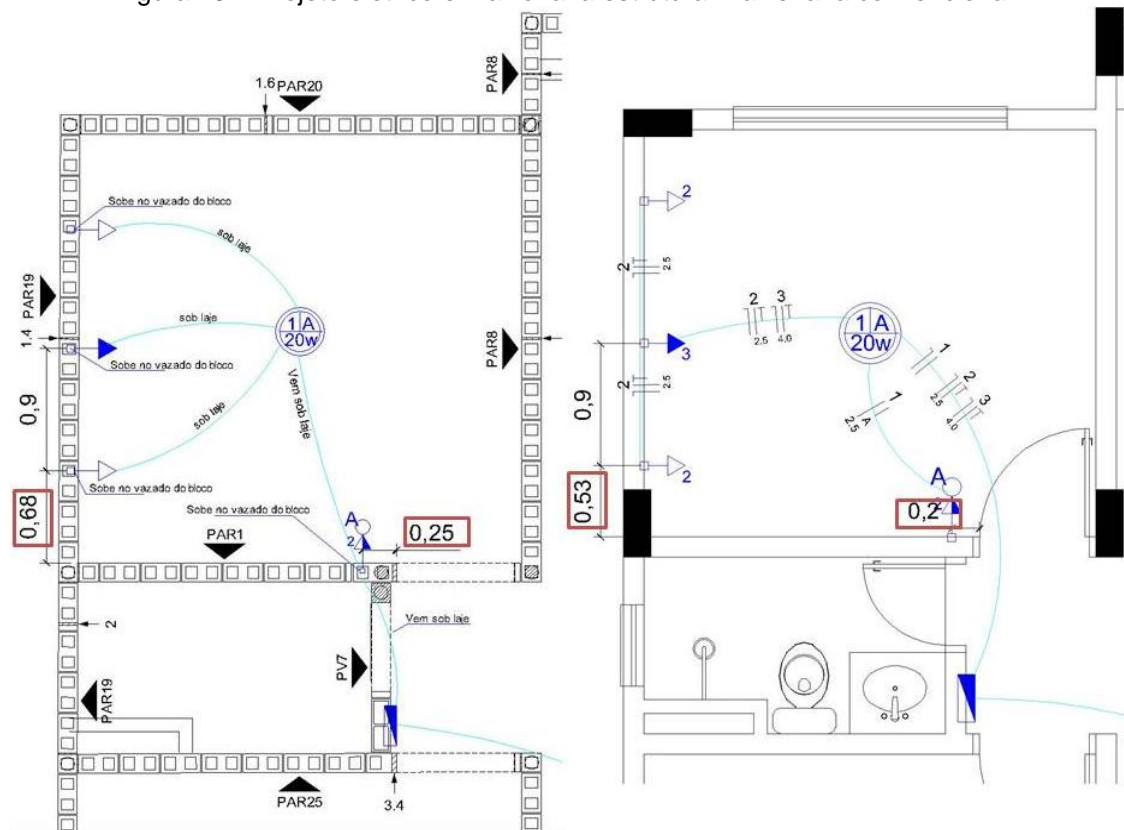 PAR8
1.6 PAR20
Sobe no vazado do bloco
sob laje
PAR19
1 A
20w
sob laje
1.4
PAR8
Sobe no vazado do bloco
0,9
sob laje
Vem sob laje
Sobe no vazado do bloco
0,68
Sobe no vazado do bloco
A
2
0,25
PAR1
2
Vem sob laje
PV7
PAR19
PAR25
3.4
2
2
2.5
2
3
2.5
4.0
1 A
20w
3
1
2
2.5
3
4.0
2
2.5
0,9
1
A
2.5
2
0,53
A
0,2